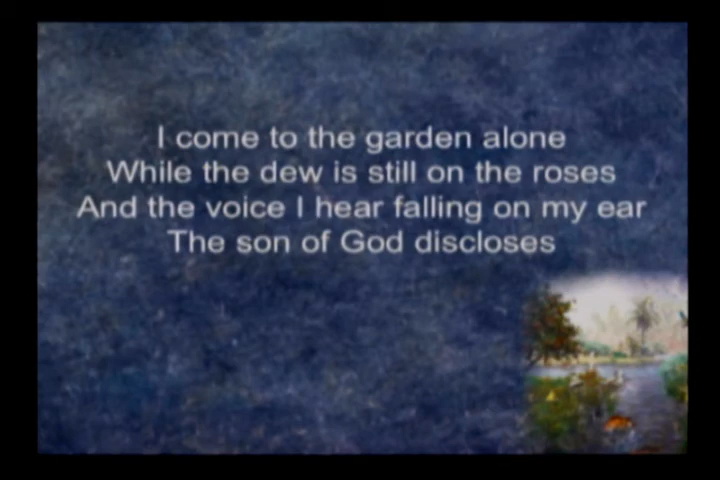 I come to the garden alone
While the dew is still on the roses
And the voice I hear falling on my ear
The son of God discloses